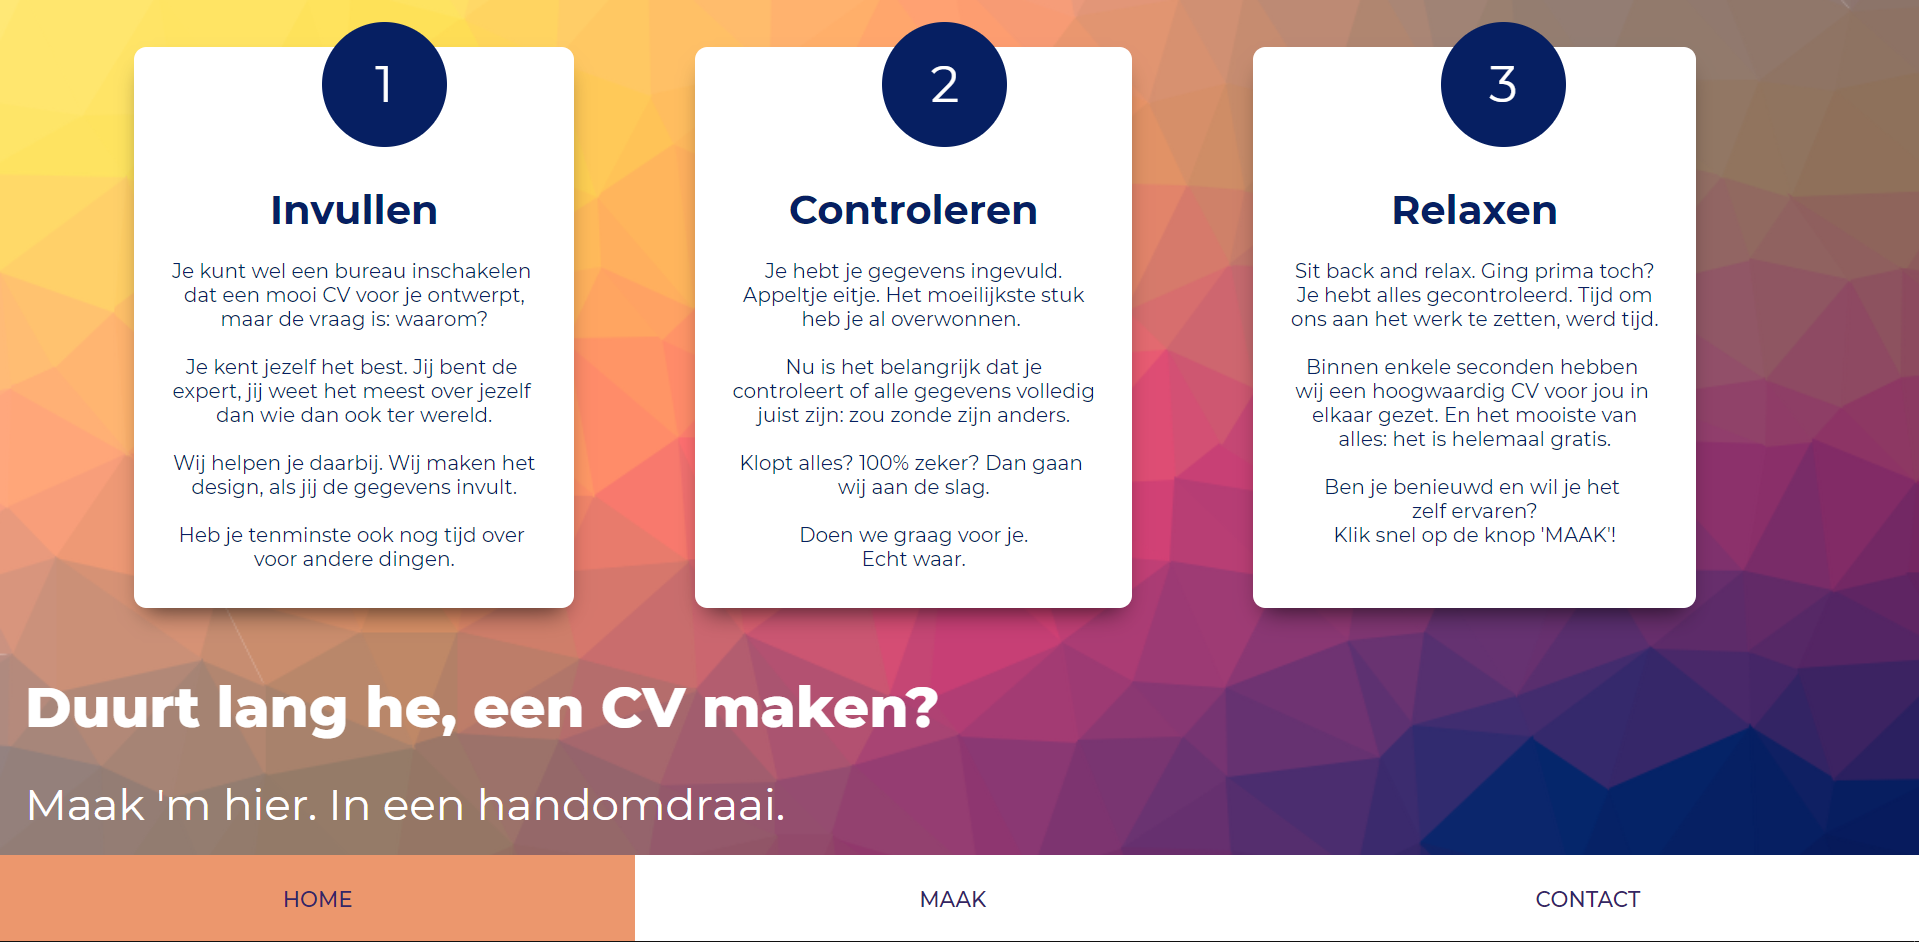 1
Invullen
Je kunt wel een bureau inschakelen
dat een mooi CV voor je ontwerpt,
maar de vraag is: waarom?
Je kent jezelf het best. Jij bent de
expert, jij weet het meest over jezelf
dan wie dan ook ter wereld.
Wij helpen je daarbij. Wij maken het
design, als jij de gegevens invult.
Heb je tenminste ook nog tijd over
voor andere dingen.
2
Controleren
Je hebt je gegevens ingevuld.
Appeltje eitje. Het moeilijkste stuk
heb je al overwonnen.
Nu is het belangrijk dat je
controleert of alle gegevens volledig
juist zijn: zou zonde zijn anders.
Klopt alles? 100% zeker? Dan gaan
wij aan de slag.
Doen we graag voor je.
Echt waar.
3
Relaxen
Sit back and relax. Ging prima toch?
Je hebt alles gecontroleerd. Tijd om
ons aan het werk te zetten, werd tijd.
Binnen enkele seconden hebben
wij een hoogwaardig CV voor jou in
elkaar gezet. En het mooiste van
alles: het is helemaal gratis.
Ben je benieuwd en wil je het
zelf ervaren?
Klik snel op de knop 'MAAK'!
Duurt lang he, een CV maken?
Maak 'm hier. In een handomdraai.
HOME
MAAK
CONTACT